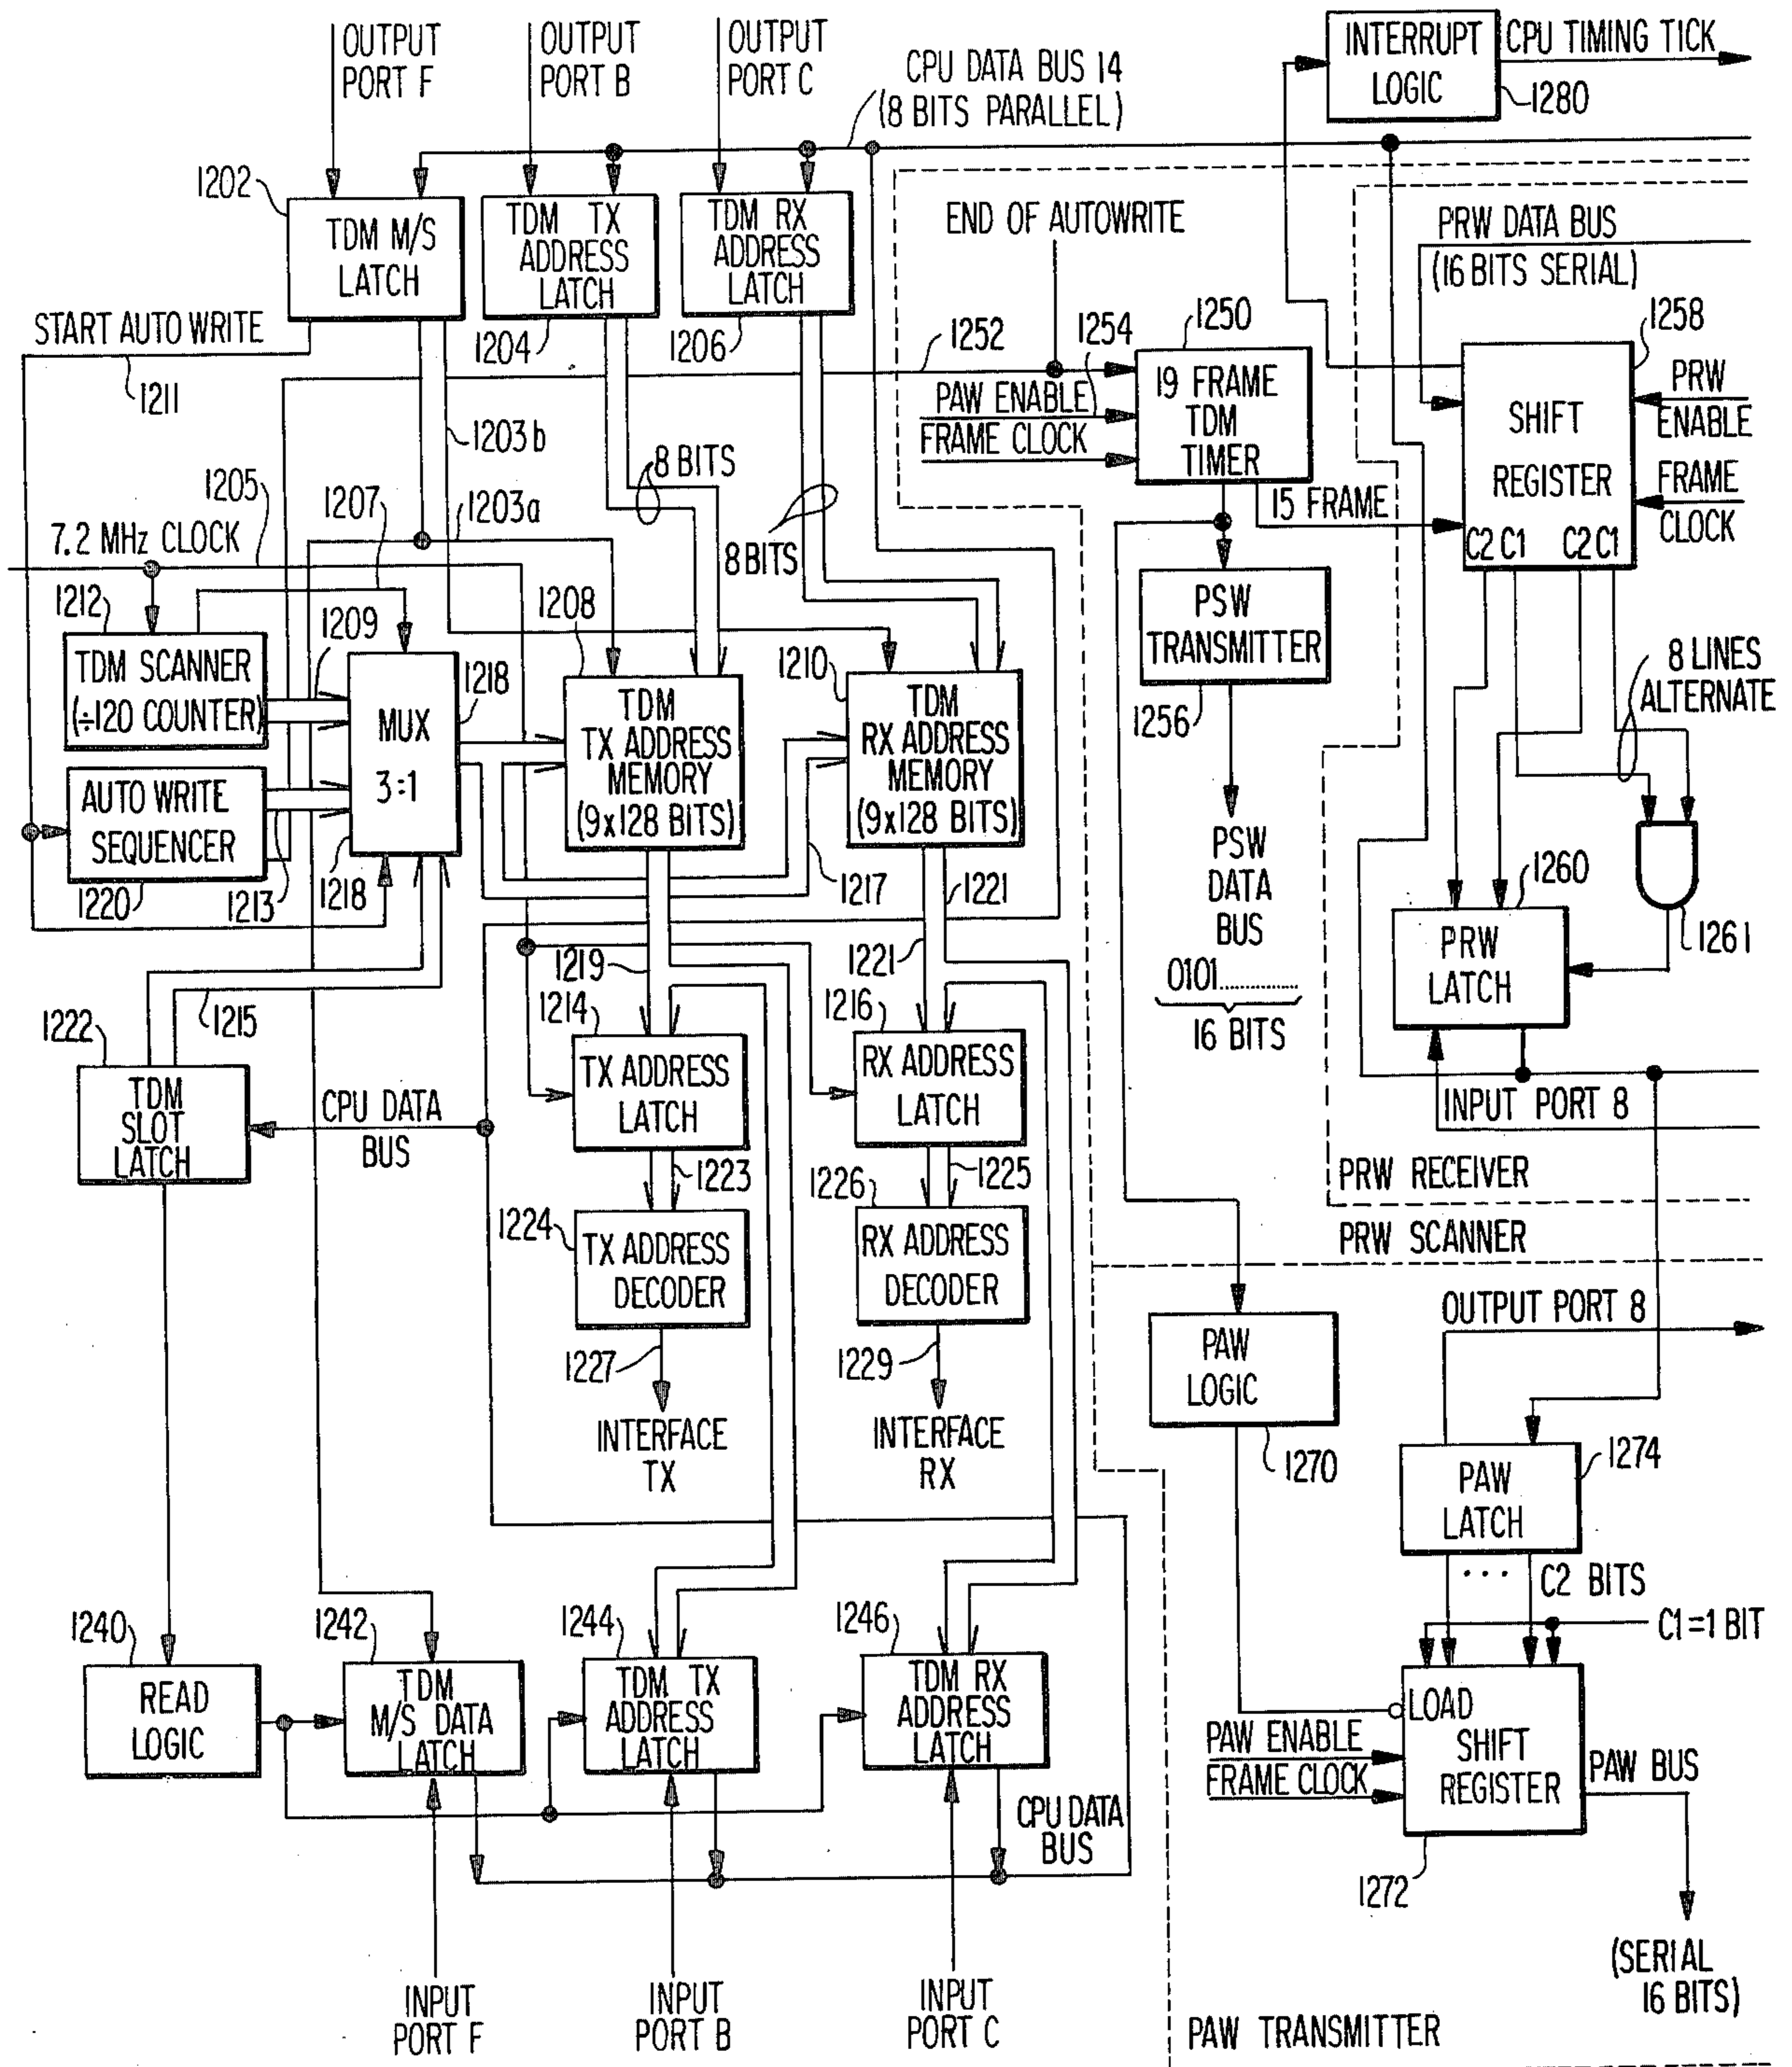 OUTPUT
PORT F
OUTPUT
PORT B
OUTPUT
PORT C
CPU DATA BUS 14
(8 BITS PARALLEL)
INTERRUPT
LOGIC
CPU TIMING TICK
1280
1202
TDM M/S
LATCH
TDM TX
ADDRESS
LATCH
1204
TDM RX
ADDRESS
LATCH
1206
END OF AUTOWRITE
PRW DATA BUS
(16 BITS SERIAL)
START AUTO WRITE
1211
1252
1254
1250
19 FRAME
TDM
TIMER
PAW ENABLE
FRAME CLOCK
15 FRAME
1258
SHIFT
REGISTER
C2 C1 C2 C1
PRW
ENABLE
FRAME
CLOCK
1203b
1205
1207
1203a
8 BITS
8 BITS
7.2 MHz CLOCK
1212
TDM SCANNER
(÷120 COUNTER)
1209
MUX
3=1
1218
1208
TDM
TX ADDRESS
MEMORY
(9x128 BITS)
1210
TDM
RX ADDRESS
MEMORY
(9x128 BITS)
PSW
TRANSMITTER
1256
8 LINES
ALTERNATE
AUTO WRITE
SEQUENCER
1220
1213
1218
1217
1221
PSW
DATA
BUS
0101..............
16 BITS
1260
PRW
LATCH
1261
1219
1221
1215
1222
TDM
SLOT
LATCH
CPU DATA
BUS
1214
TX ADDRESS
LATCH
1216
RX ADDRESS
LATCH
INPUT PORT 8
1223
1225
PRW RECEIVER
1224
TX ADDRESS
DECODER
1226
RX ADDRESS
DECODER
PRW SCANNER
1227
1229
INTERFACE
TX
INTERFACE
RX
OUTPUT PORT 8
PAW
LOGIC
1270
PAW
LATCH
1274
... C2 BITS
C1=1 BIT
1240
READ
LOGIC
1242
TDM
M/S DATA
LATCH
1244
TDM TX
ADDRESS
LATCH
1246
TDM RX
ADDRESS
LATCH
LOAD
SHIFT
REGISTER
PAW ENABLE
FRAME CLOCK
PAW BUS
1272
CPU DATA
BUS
(SERIAL
16 BITS)
INPUT
PORT F
INPUT
PORT B
INPUT
PORT C
PAW TRANSMITTER